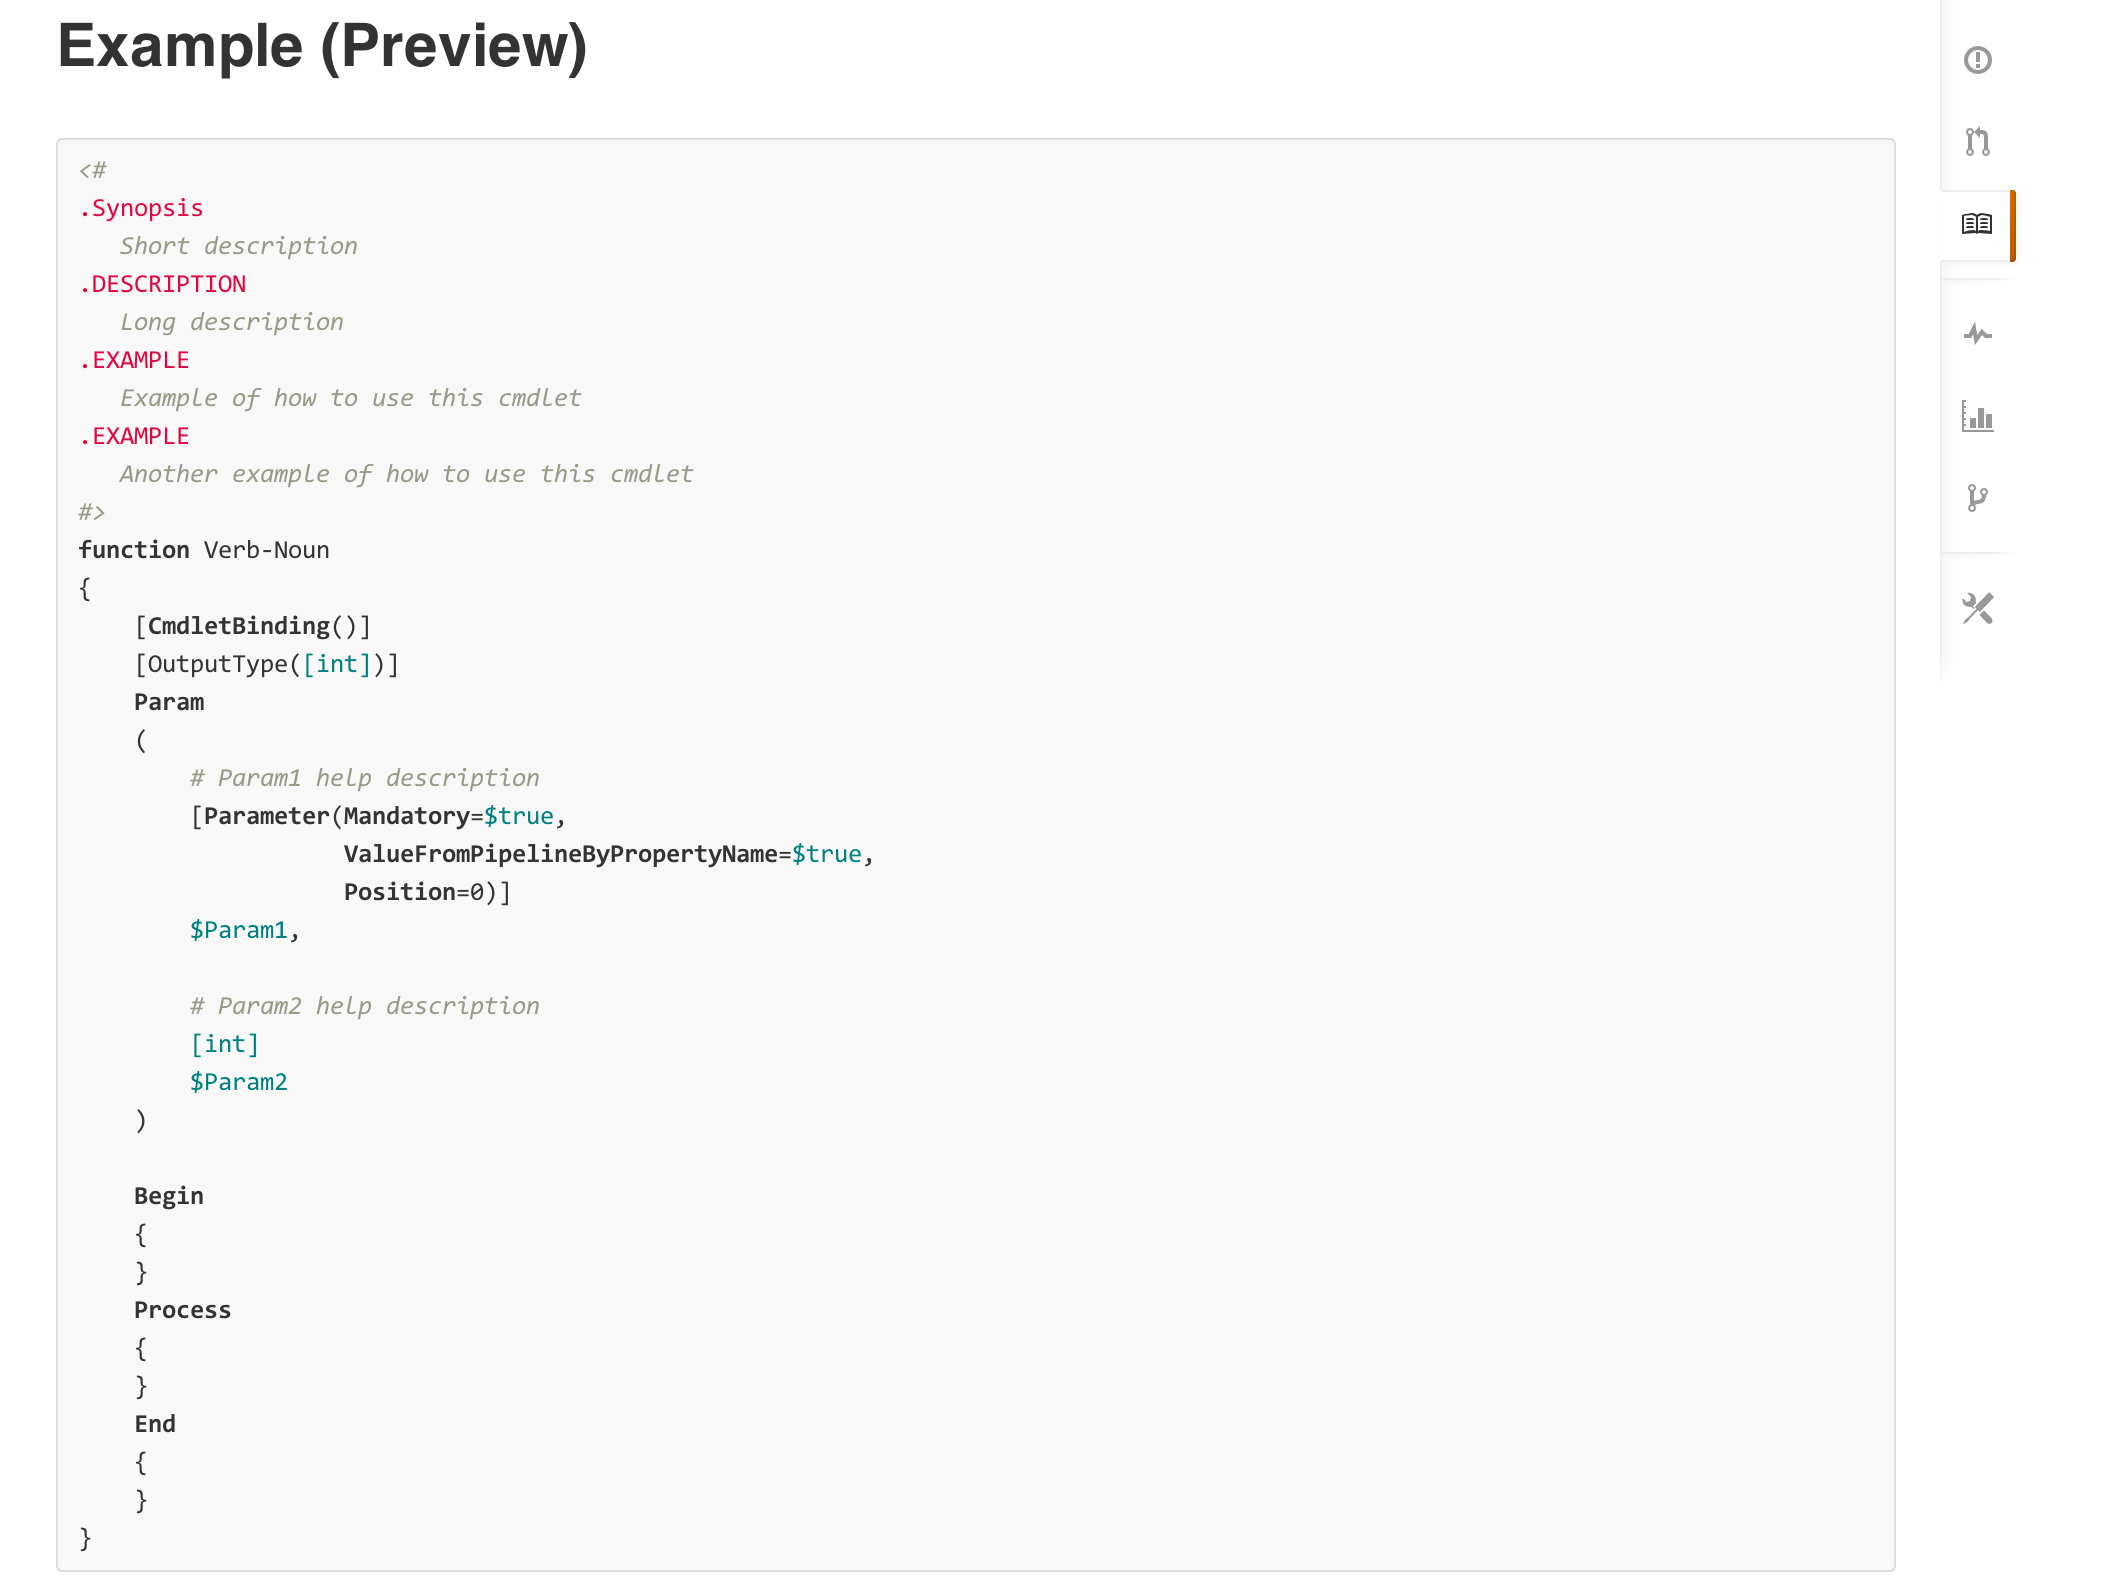 Example (Preview)
<#
.Synopsis
   Short description
.DESCRIPTION
   Long description
.EXAMPLE
   Example of how to use this cmdlet
.EXAMPLE
   Another example of how to use this cmdlet
#>
function Verb-Noun
{
    [CmdletBinding()]
    [OutputType([int])]
    Param
    (
        # Param1 help description
        [Parameter(Mandatory=$true,
                   ValueFromPipelineByPropertyName=$true,
                   Position=0)]
        $Param1,

        # Param2 help description
        [int]
        $Param2
    )

    Begin
    {
    }
    Process
    {
    }
    End
    {
    }
}